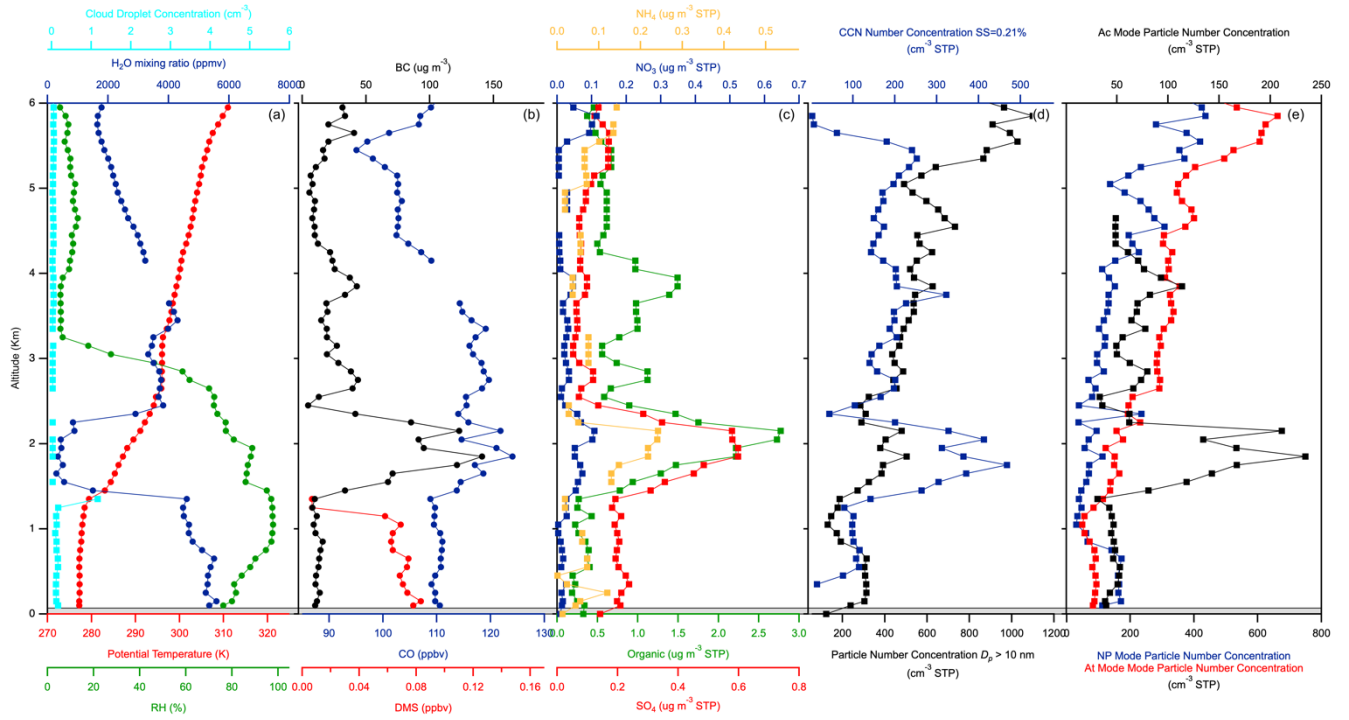 Cloud Droplet Concentration (cm⁻³)
0 1 2 3 4 5 6
H₂O mixing ratio (ppmv)
0 2000 4000 6000 8000
BC (ug m⁻³)
0 50 100 150
NH₄ (ug m⁻³ STP)
0.0 0.1 0.2 0.3 0.4 0.5
NO₃ (ug m⁻³ STP)
0.0 0.1 0.2 0.3 0.4 0.5 0.6 0.7
CCN Number Concentration SS=0.21%
(cm⁻³ STP)
0 100 200 300 400 500
Ac Mode Particle Number Concentration
(cm⁻³ STP)
0 50 100 150 200 250
(a) (b) (c) (d) (e)
Altitude (Km)
6
5
4
3
2
1
0
270 280 290 300 310 320
Potential Temperature (K)
0 20 40 60 80 100
RH (%)
90 100 110 120 130
CO (ppbv)
0.00 0.04 0.08 0.12 0.16
DMS (ppbv)
0.0 0.5 1.0 1.5 2.0 2.5 3.0
Organic (ug m⁻³ STP)
0.0 0.2 0.4 0.6 0.8
SO₄ (ug m⁻³ STP)
200 400 600 800 1000 1200
Particle Number Concentration Dₚ > 10 nm
(cm⁻³ STP)
0 200 400 600 800
NP Mode Particle Number Concentration
At Mode Mode Particle Number Concentration
(cm⁻³ STP)